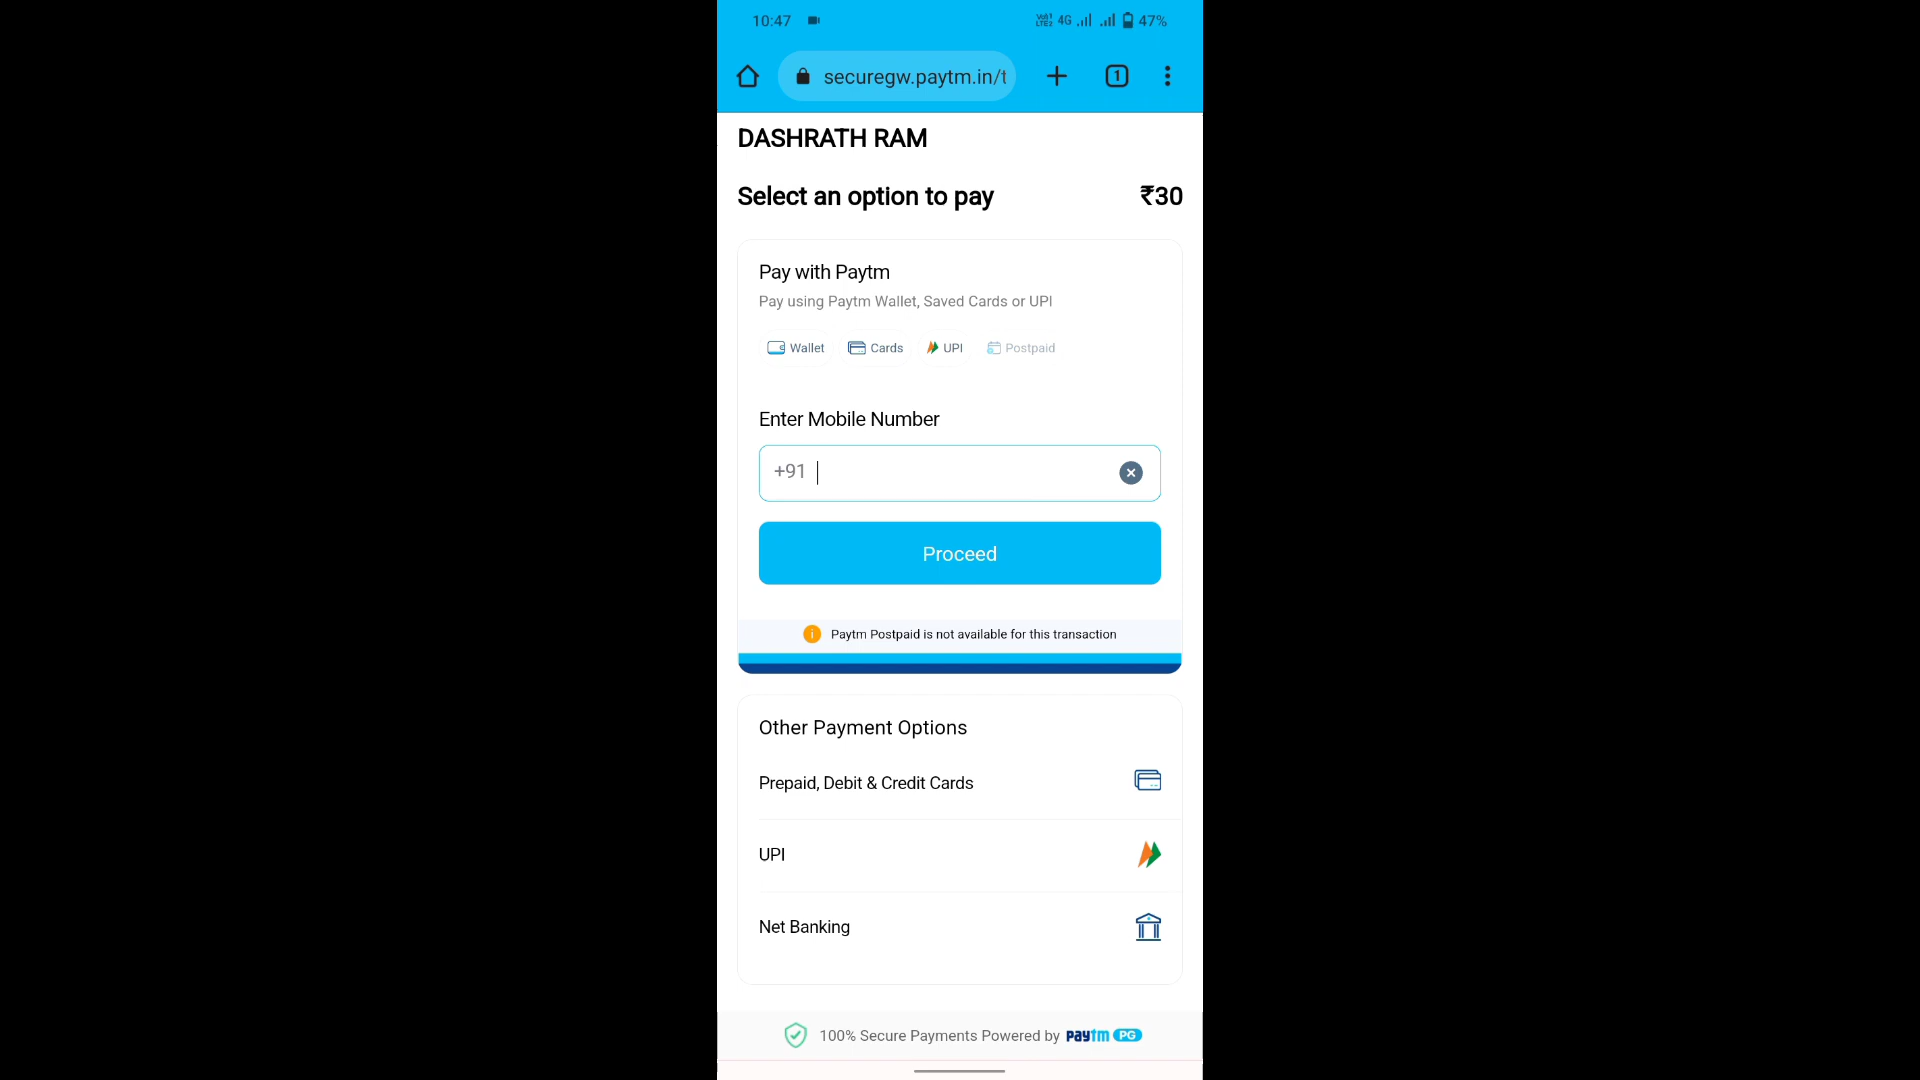 10:47 4G 47%
securegw.paytm.in/t 1
DASHRATH RAM
Select an option to pay ₹30
Pay with Paytm
Pay using Paytm Wallet, Saved Cards or UPI
Wallet Cards UPI Postpaid
Enter Mobile Number
+91
Proceed
Paytm Postpaid is not available for this transaction
Other Payment Options
Prepaid, Debit & Credit Cards
UPI
Net Banking
100% Secure Payments Powered by paytm PG